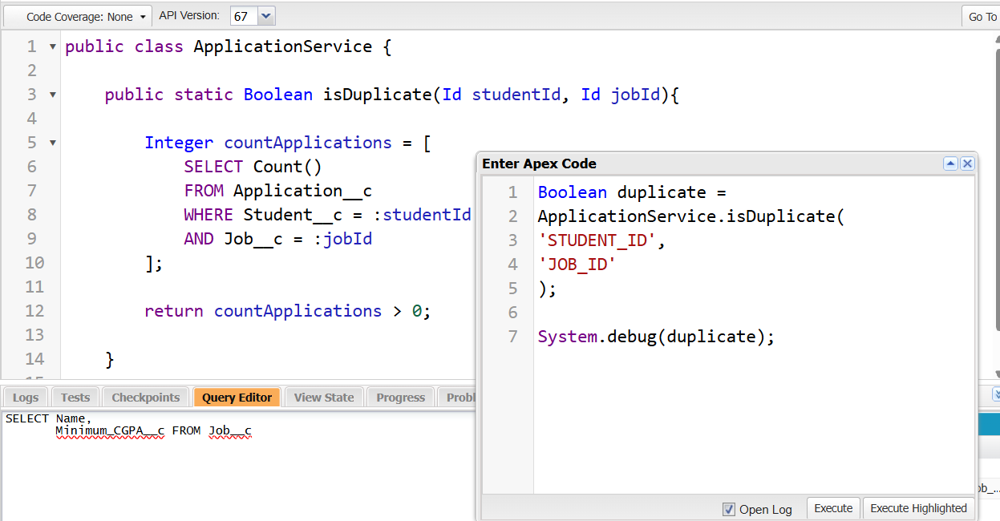 Code Coverage: None API Version: 67 Go To
1 public class ApplicationService {
2
3 public static Boolean isDuplicate(Id studentId, Id jobId){
4
5 Integer countApplications = [
6 SELECT Count()
7 FROM Application__c
8 WHERE Student__c = :studentId
9 AND Job__c = :jobId
10 ];
11
12 return countApplications > 0;
13
14 }
Enter Apex Code
1 Boolean duplicate =
2 ApplicationService.isDuplicate(
3 'STUDENT_ID',
4 'JOB_ID'
5 );
6
7 System.debug(duplicate);
Open Log Execute Execute Highlighted
Logs Tests Checkpoints Query Editor View State Progress Probl
SELECT Name,
Minimum_CGPA__c FROM Job__c